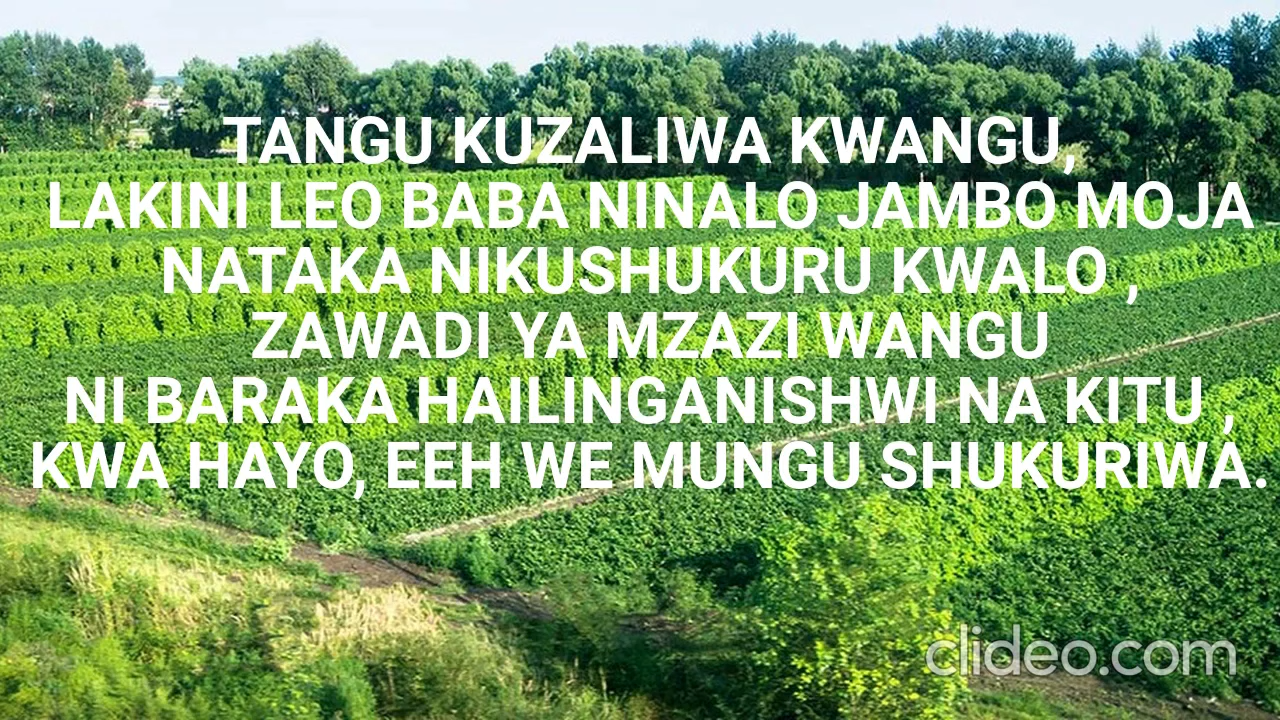 TANGU KUZALIWA KWANGU,
LAKINI LEO BABA NINALO JAMBO MOJA
NATAKA NIKUSHUKURU KWALO ,
ZAWADI YA MZAZI WANGU
NI BARAKA HAILINGANISHWI NA KITU ,
KWA HAYO, EEH WE MUNGU SHUKURIWA.
clideo.com